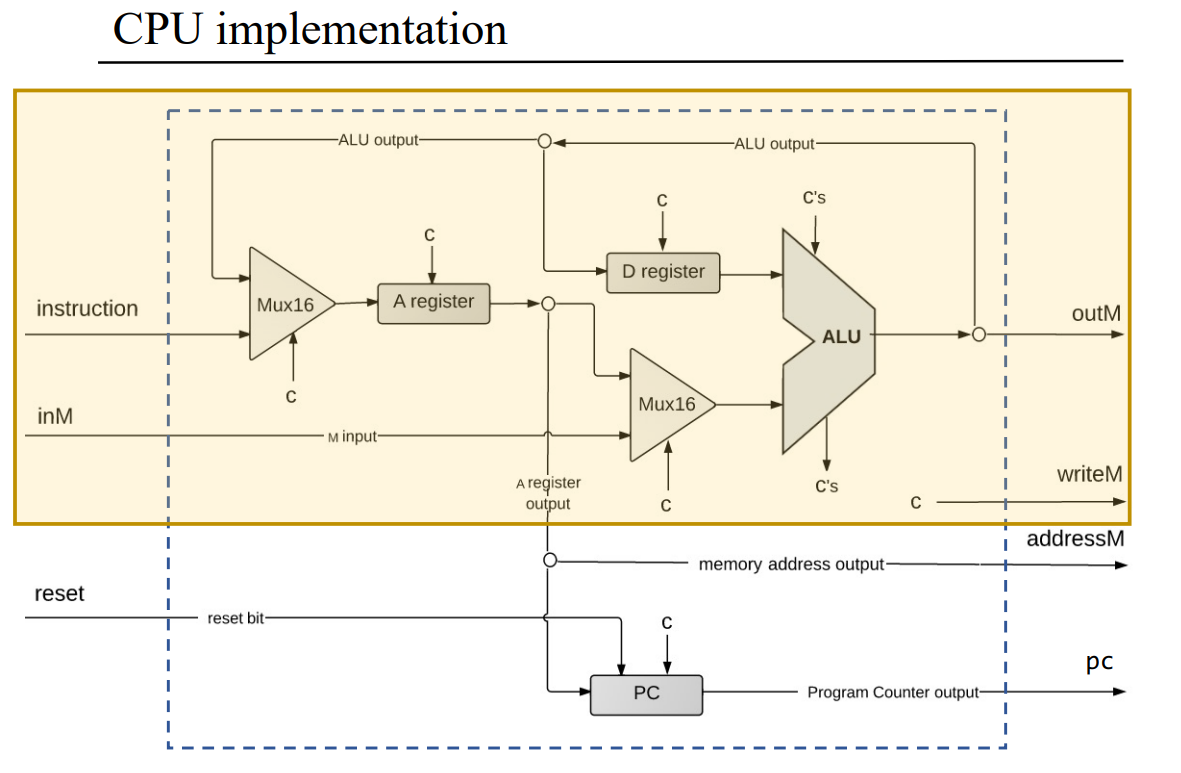 CPU implementation
ALU output
ALU output
c
c's
c
D register
instruction
Mux16
A register
outM
ALU
c
inM
Mux16
M input
A register
output
c
c's
writeM
c
addressM
memory address output
reset
reset bit
c
pc
PC
Program Counter output